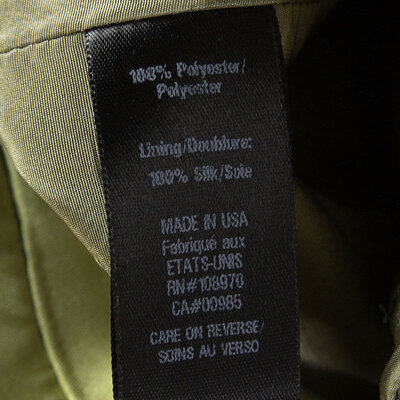 100% Polyester/
Polyester
Lining/Doublure:
100% Silk/Soie
MADE IN USA
Fabriqué aux
ETATS-UNIS
RN#108970
CA#00985
CARE ON REVERSE/
SOINS AU VERSO